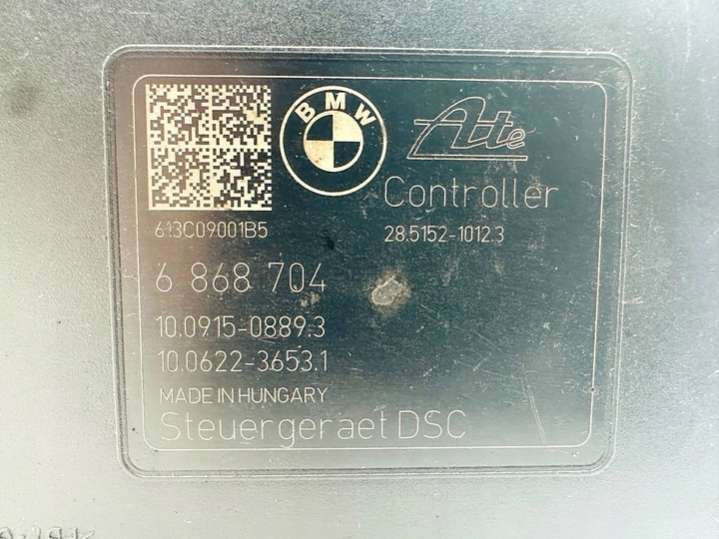 BMW
Ate
Controller
613C09001B5
28.5152-1012.3
6 868 704
10.0915-0889.3
10.0622-3653.1
MADE IN HUNGARY
Steuergeraet DSC